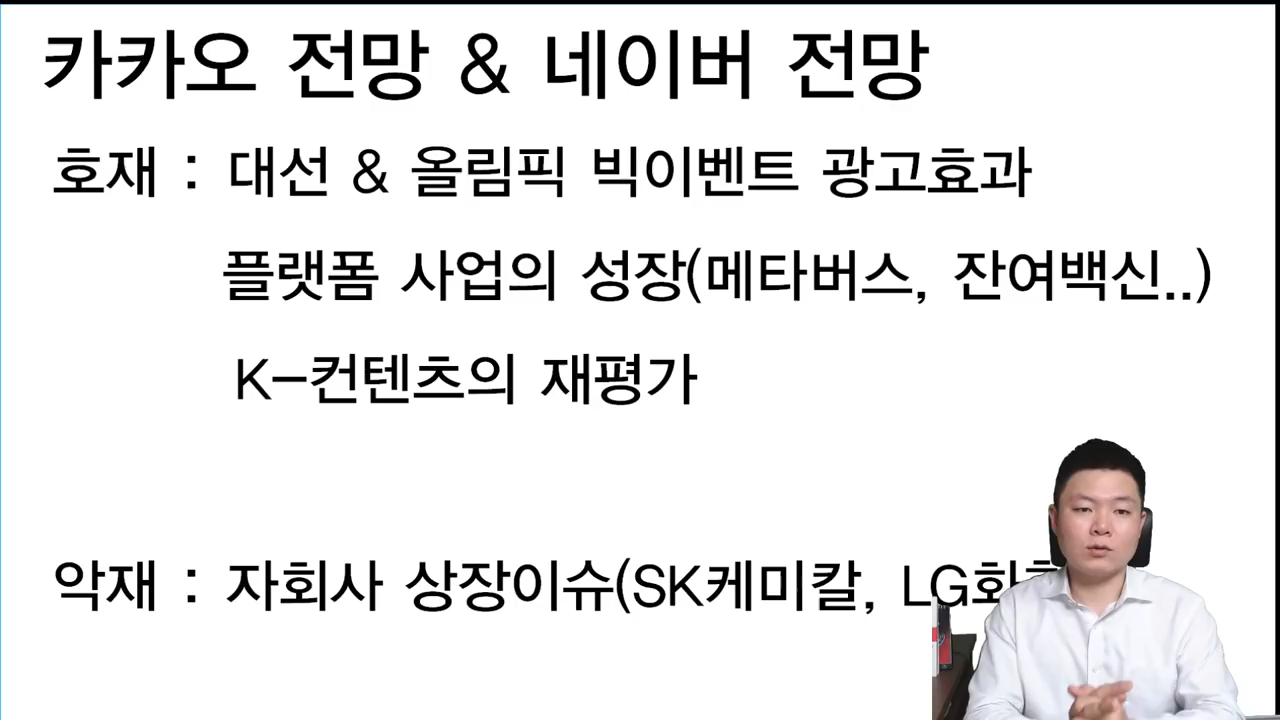 카카오 전망 & 네이버 전망
호재 : 대선 & 올림픽 빅이벤트 광고효과
플랫폼 사업의 성장(메타버스, 잔여백신..)
K-컨텐츠의 재평가
악재 : 자회사 상장이슈(SK케미칼, LG화